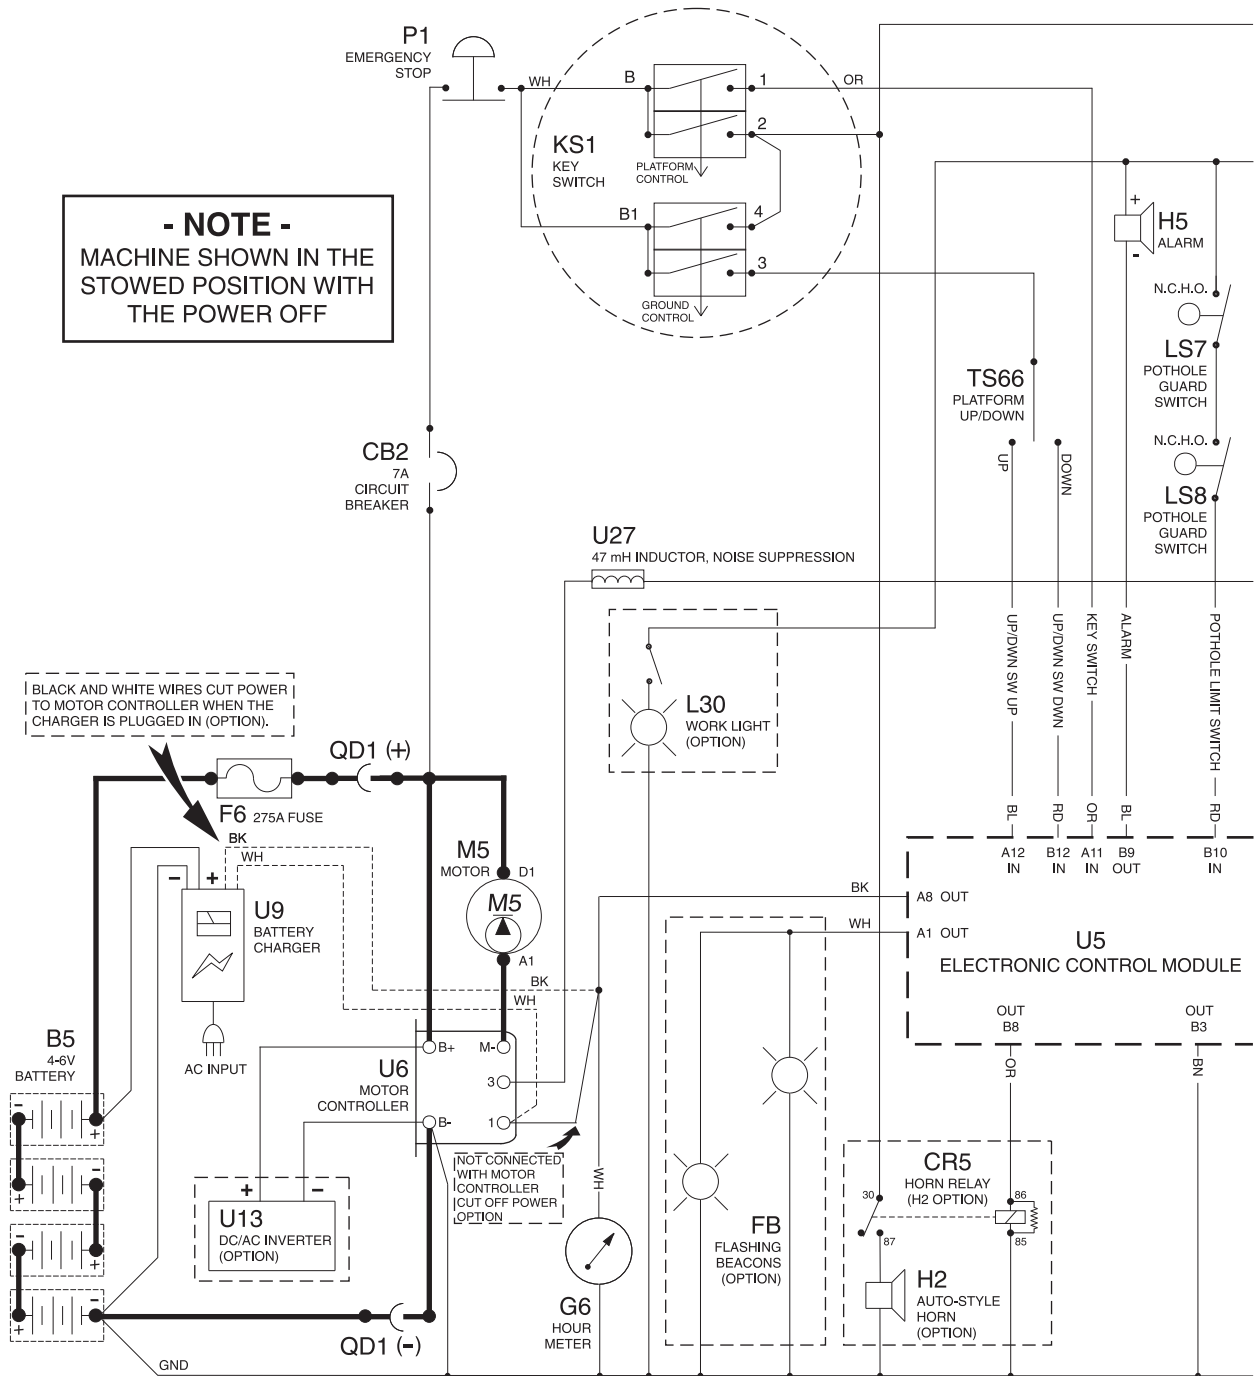 P1
EMERGENCY
STOP
WH
B
1
OR
2
KS1
KEY
SWITCH
PLATFORM
CONTROL
B1
4
3
GROUND
CONTROL
- NOTE -
MACHINE SHOWN IN THE
STOWED POSITION WITH
THE POWER OFF
+
H5
ALARM
-
N.C.H.O.
LS7
POTHOLE
GUARD
SWITCH
TS66
PLATFORM
UP/DOWN
UP
DOWN
N.C.H.O.
LS8
POTHOLE
GUARD
SWITCH
CB2
7A
CIRCUIT
BREAKER
U27
47 mH INDUCTOR, NOISE SUPPRESSION
UP/DWN SW UP
UP/DWN SW DWN
KEY SWITCH
ALARM
POTHOLE LIMIT SWITCH
L30
WORK LIGHT
(OPTION)
BLACK AND WHITE WIRES CUT POWER
TO MOTOR CONTROLLER WHEN THE
CHARGER IS PLUGGED IN (OPTION).
QD1 (+)
F6 275A FUSE
BK
WH
BL
RD
OR
BL
RD
A12
IN
B12
IN
A11
IN
B9
OUT
B10
IN
M5
MOTOR
D1
M5
A1
- +
U9
BATTERY
CHARGER
AC INPUT
BK
A8 OUT
WH
A1 OUT
U5
ELECTRONIC CONTROL MODULE
OUT
B8
OUT
B3
OR
BN
BK
WH
B5
4-6V
BATTERY
-
+
-
+
-
+
-
+
U6
MOTOR
CONTROLLER
B+
M-
3
B-
1
NOT CONNECTED
WITH MOTOR
CONTROLLER
CUT OFF POWER
OPTION
+ -
U13
DC/AC INVERTER
(OPTION)
WH
G6
HOUR
METER
FB
FLASHING
BEACONS
(OPTION)
CR5
HORN RELAY
(H2 OPTION)
30
87
86
85
H2
AUTO-STYLE
HORN
(OPTION)
QD1 (-)
GND